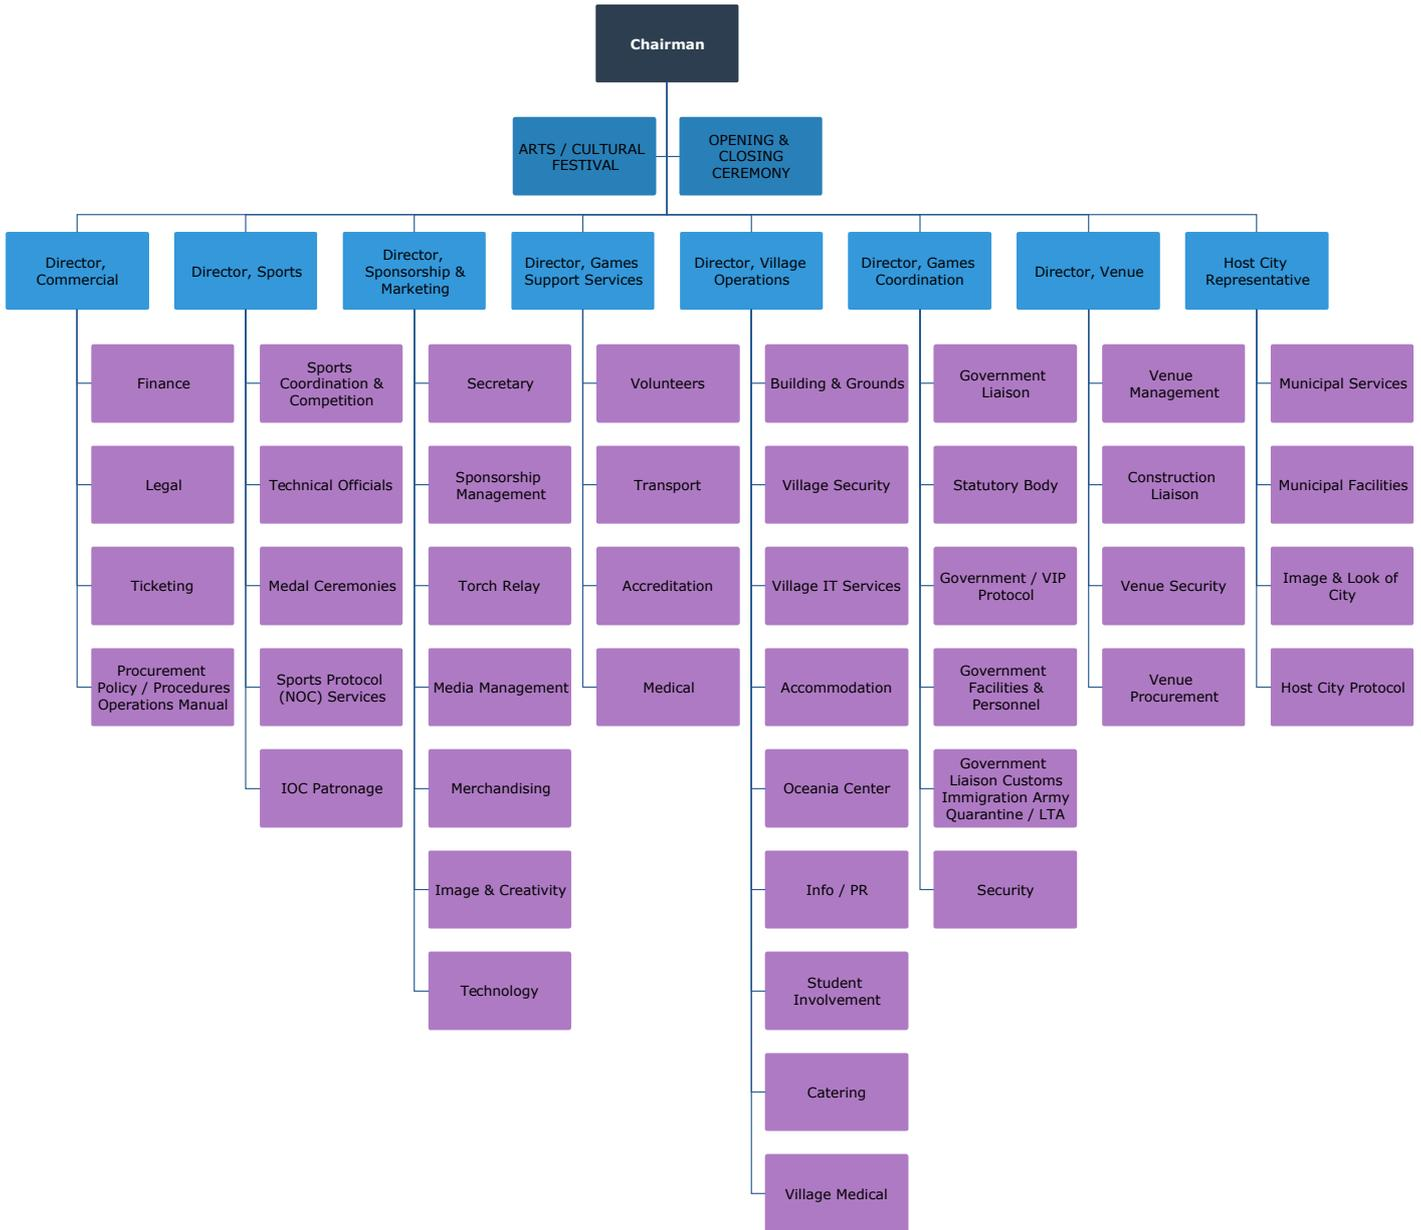 Chairman
ARTS / CULTURAL
FESTIVAL
OPENING &
CLOSING
CEREMONY
Director,
Commercial
Director, Sports
Director,
Sponsorship &
Marketing
Director, Games
Support Services
Director, Village
Operations
Director, Games
Coordination
Director, Venue
Host City
Representative
Finance
Legal
Ticketing
Procurement
Policy / Procedures
Operations Manual
Sports
Coordination &
Competition
Technical Officials
Medal Ceremonies
Sports Protocol
(NOC) Services
IOC Patronage
Secretary
Sponsorship
Management
Torch Relay
Media Management
Merchandising
Image & Creativity
Technology
Volunteers
Transport
Accreditation
Medical
Building & Grounds
Village Security
Village IT Services
Accommodation
Oceania Center
Info / PR
Student
Involvement
Catering
Village Medical
Government
Liaison
Statutory Body
Government / VIP
Protocol
Government
Facilities &
Personnel
Government
Liaison Customs
Immigration Army
Quarantine / LTA
Security
Venue
Management
Construction
Liaison
Venue Security
Venue
Procurement
Municipal Services
Municipal Facilities
Image & Look of
City
Host City Protocol